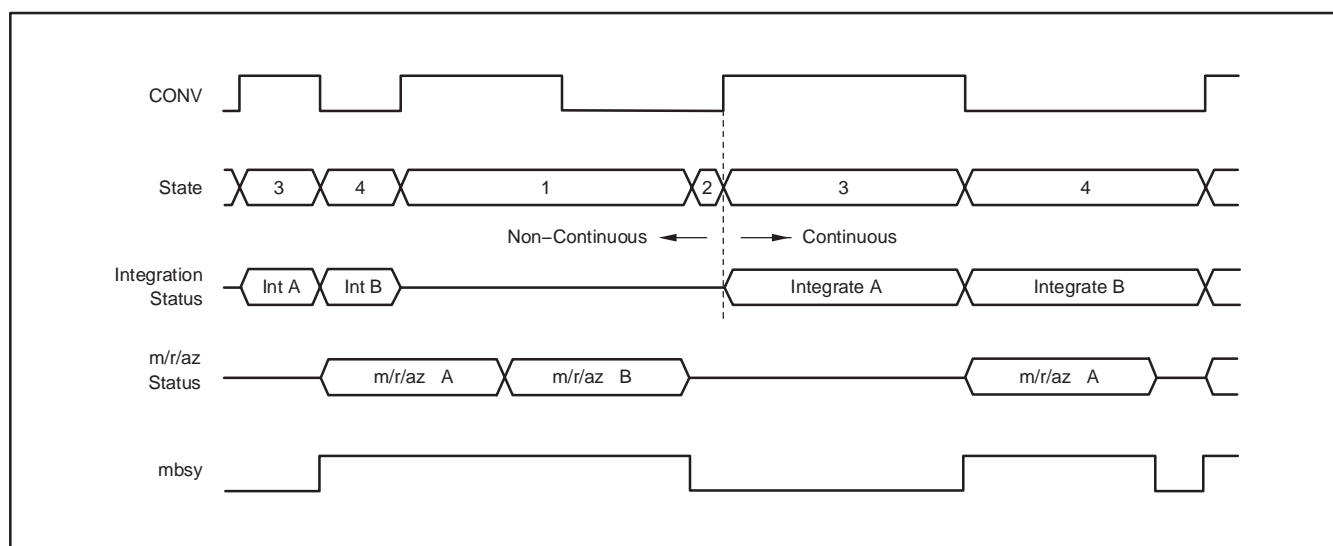 CONV
State
3
4
1
2
3
4
Non−Continuous
Continuous
Integration
Status
Int A
Int B
Integrate A
Integrate B
m/r/az
Status
m/r/az A
m/r/az B
m/r/az A
mbsy